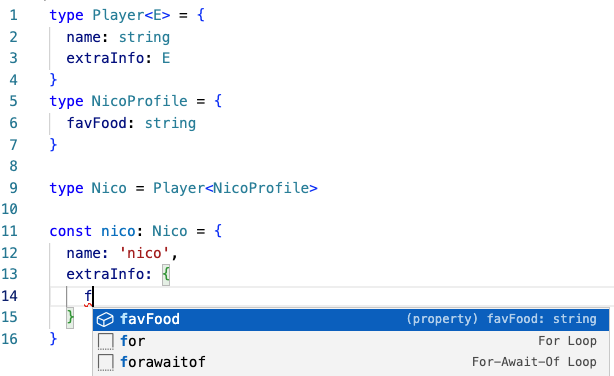 1 type Player<E> = {
2 name: string
3 extraInfo: E
4 }
5 type NicoProfile = {
6 favFood: string
7 }
8
9 type Nico = Player<NicoProfile>
10
11 const nico: Nico = {
12 name: 'nico',
13 extraInfo: {
14 f
15 }
favFood (property) favFood: string
16 }
for For Loop
forawaitof For-Await-Of Loop